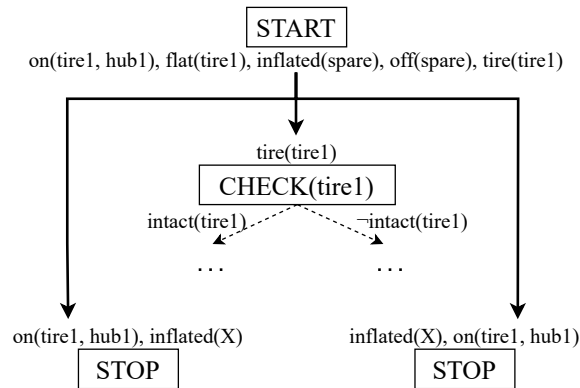 START
on(tire1, hub1), flat(tire1), inflated(spare), off(spare), tire(tire1)
tire(tire1)
CHECK(tire1)
intact(tire1) ¬intact(tire1)
... ...
on(tire1, hub1), inflated(X) inflated(X), on(tire1, hub1)
STOP STOP